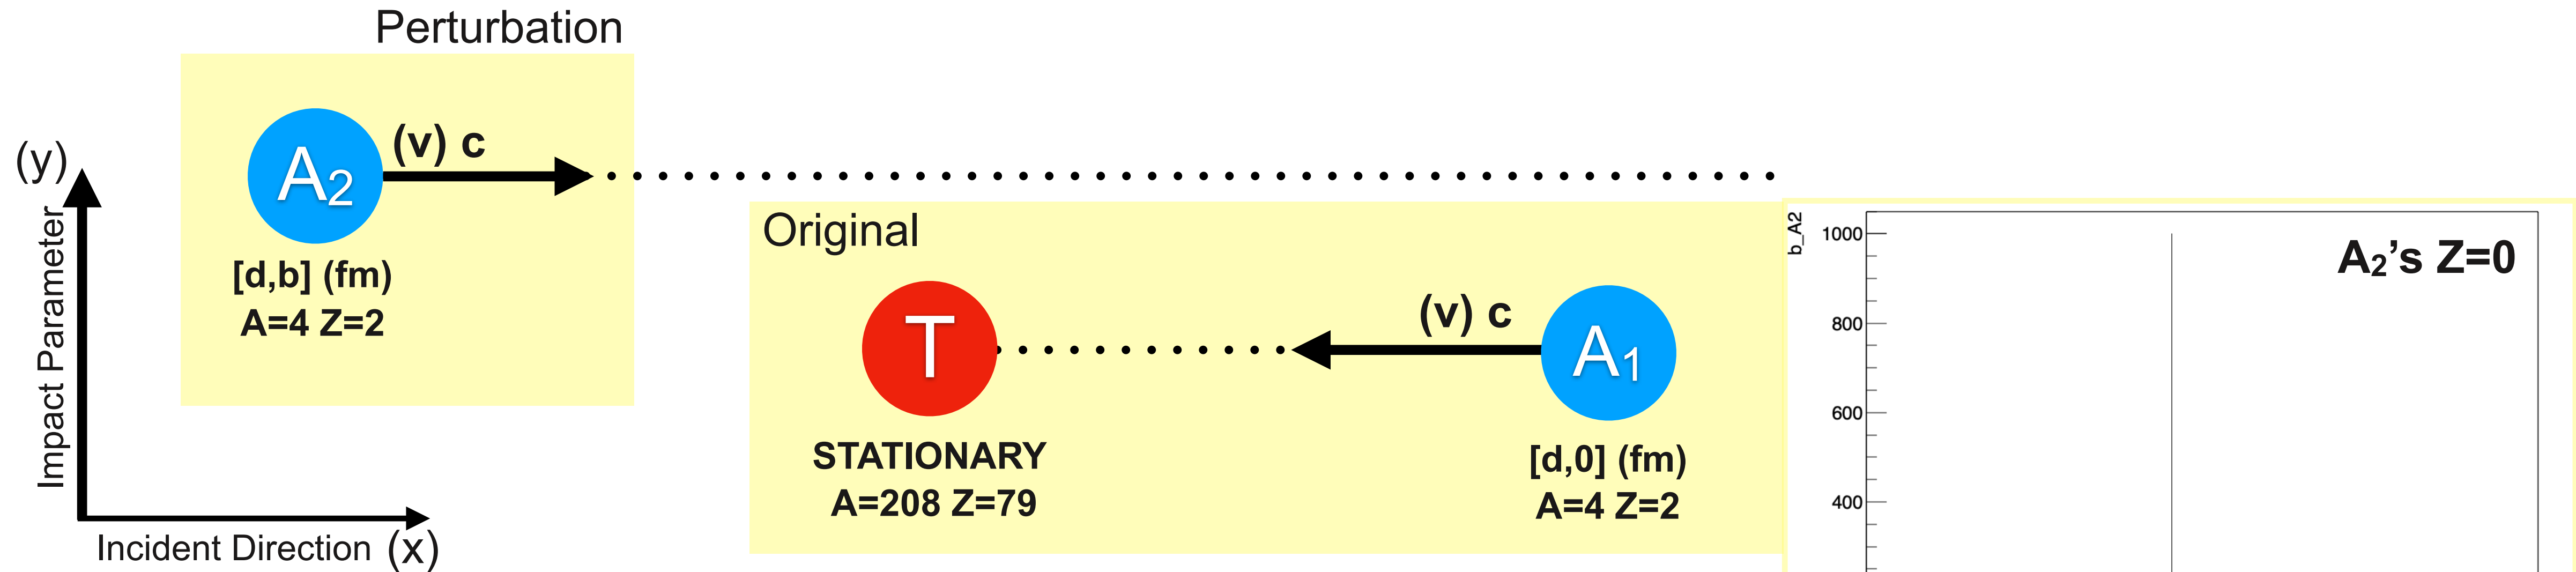 Perturbation
(y)
Impact Parameter
A2
(v) c
[d,b] (fm)
A=4 Z=2
Incident Direction (x)
Original
T
STATIONARY
A=208 Z=79
(v) c
A1
[d,0] (fm)
A=4 Z=2
b_A2
1000
800
600
400
A2's Z=0